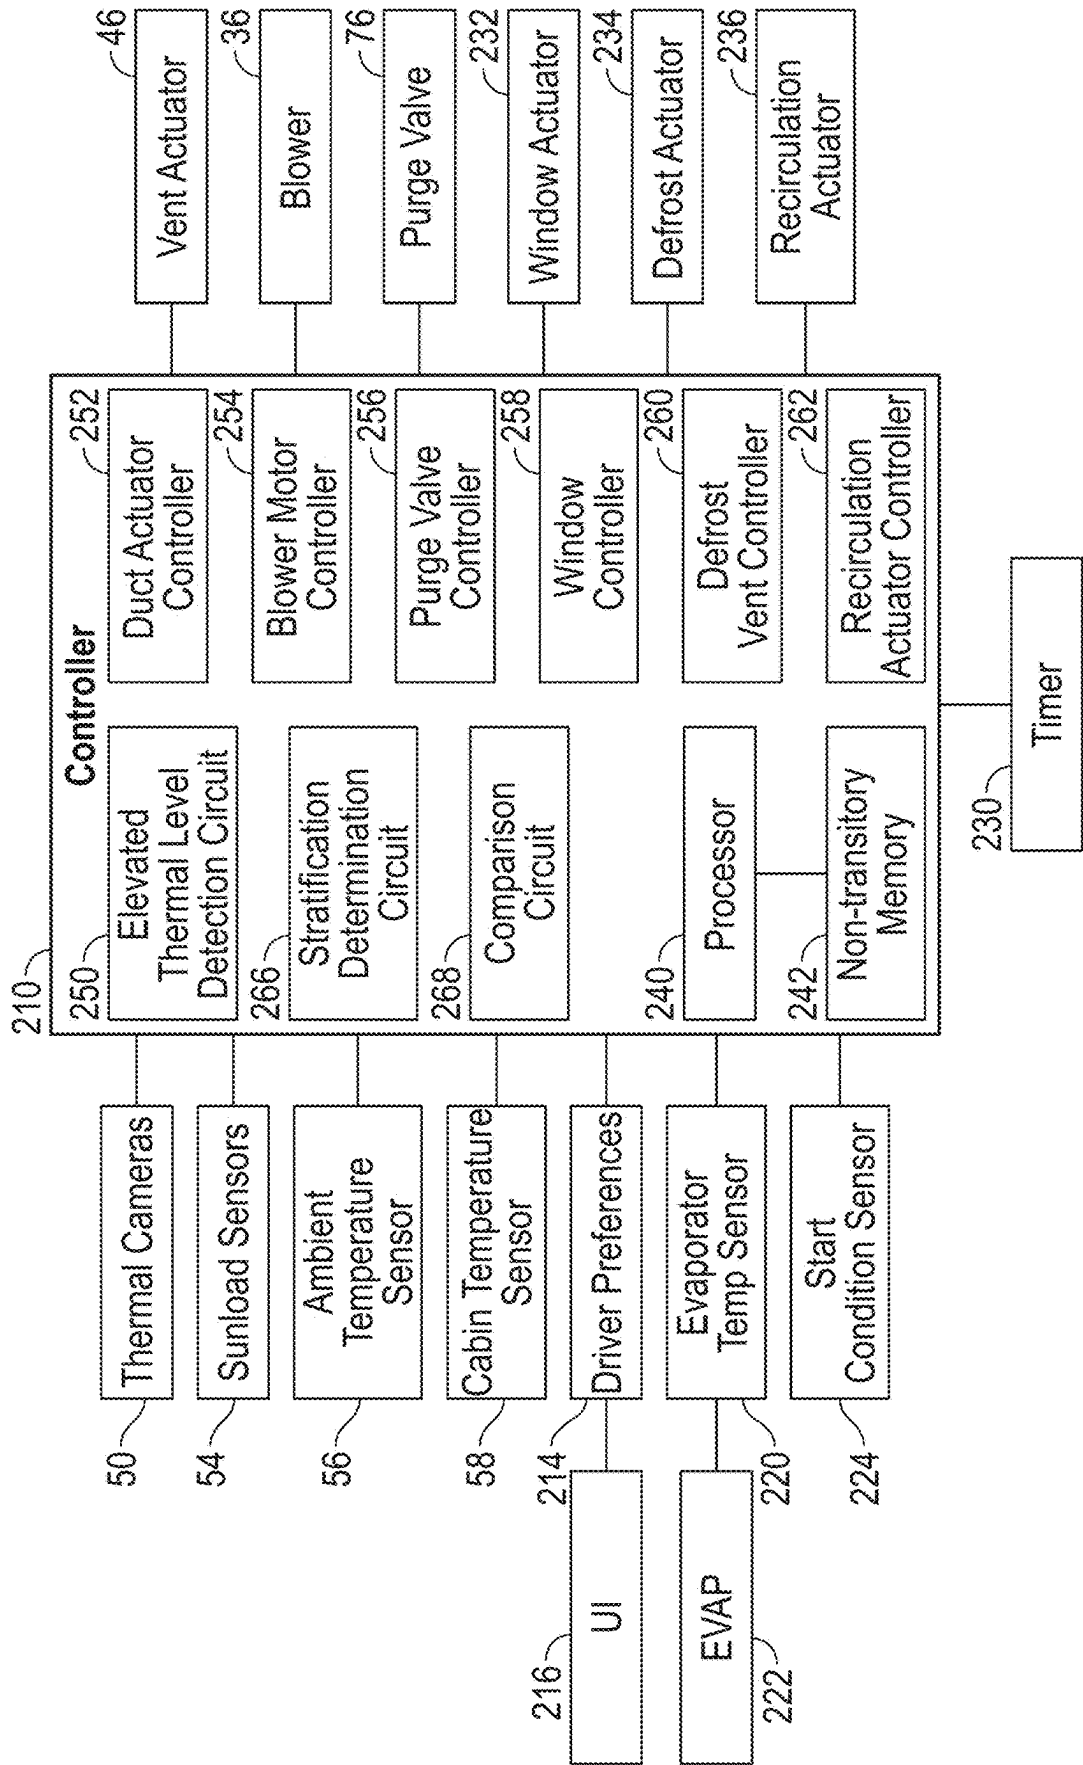 210
Controller
50
Thermal Cameras
54
Sunload Sensors
56
Ambient
Temperature
Sensor
58
Cabin Temperature
Sensor
216
UI
214
Driver Preferences
222
EVAP
220
Evaporator
Temp Sensor
224
Start
Condition Sensor
250
Elevated
Thermal Level
Detection Circuit
266
Stratification
Determination
Circuit
268
Comparison
Circuit
240
Processor
242
Non-transitory
Memory
252
Duct Actuator
Controller
254
Blower Motor
Controller
256
Purge Valve
Controller
258
Window
Controller
260
Defrost
Vent Controller
262
Recirculation
Actuator Controller
46
Vent Actuator
36
Blower
76
Purge Valve
232
Window Actuator
234
Defrost Actuator
236
Recirculation
Actuator
230
Timer